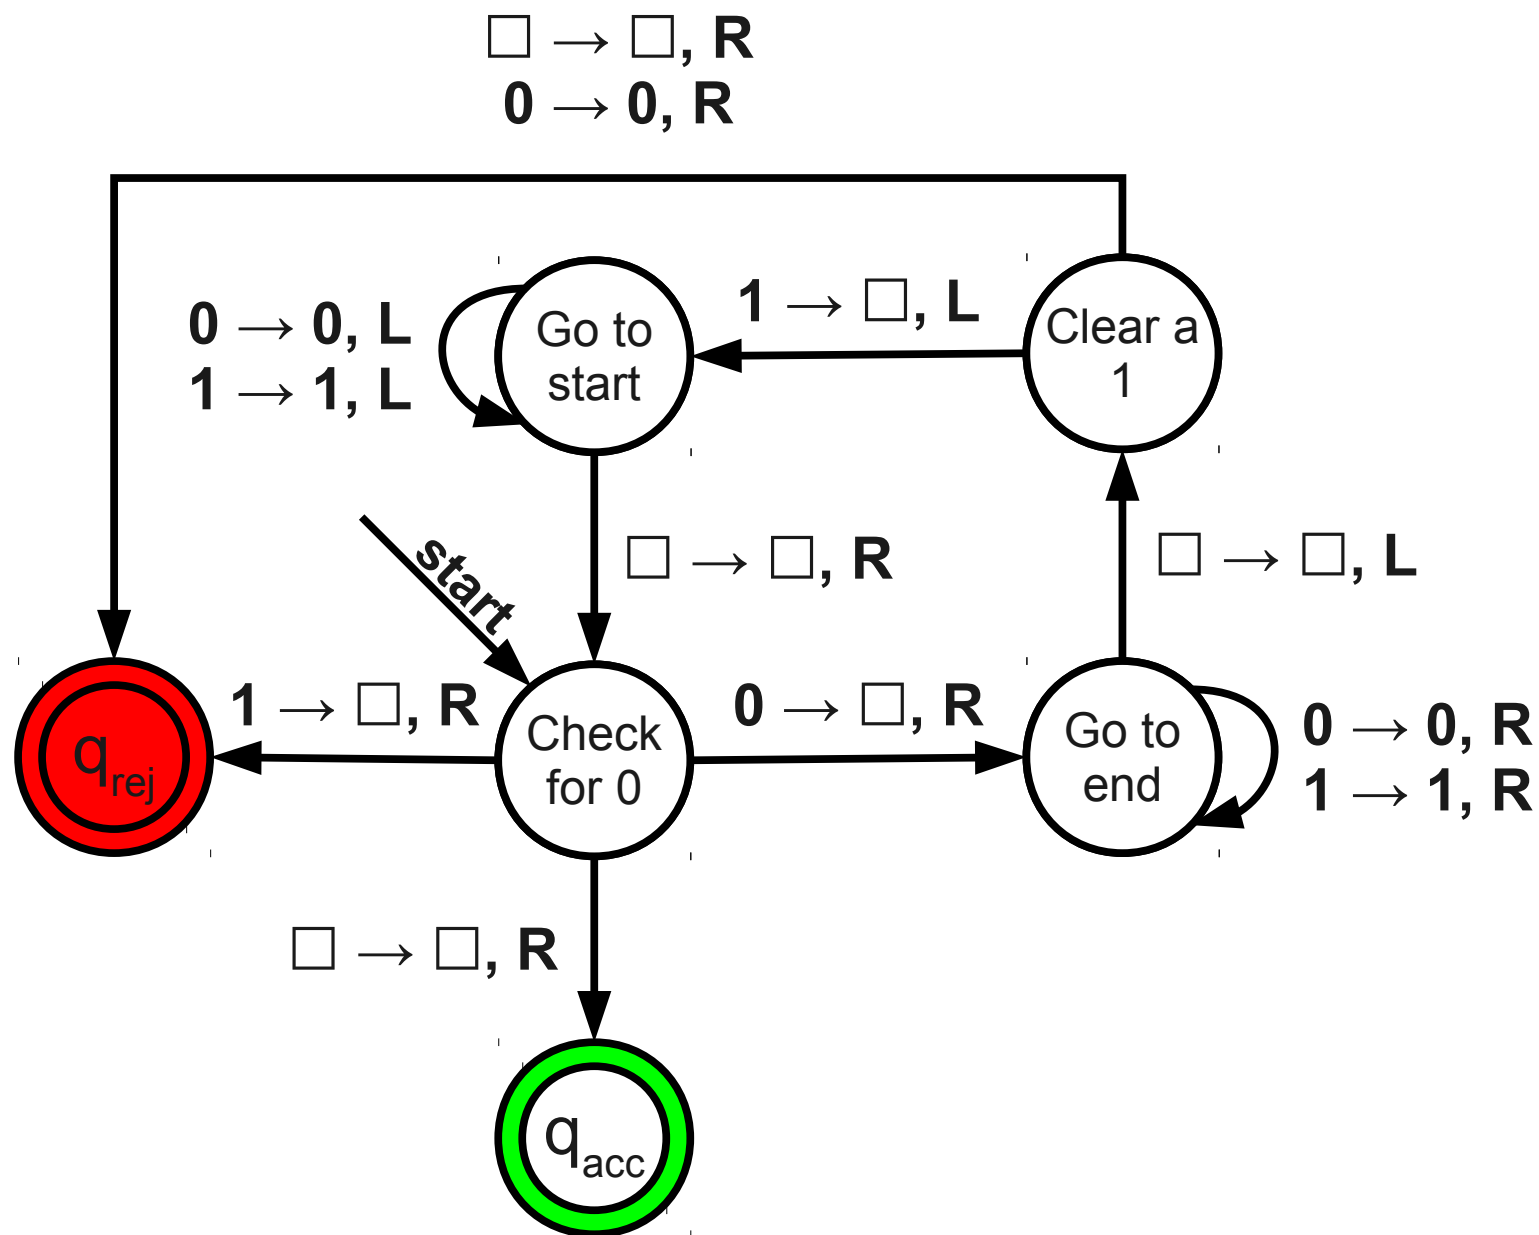 □ → □, R
0 → 0, R
0 → 0, L
1 → 1, L
Go to
start
1 → □, L
Clear a
1
start
□ → □, R
□ → □, L
q_rej
1 → □, R
Check
for 0
0 → □, R
Go to
end
0 → 0, R
1 → 1, R
□ → □, R
q_acc